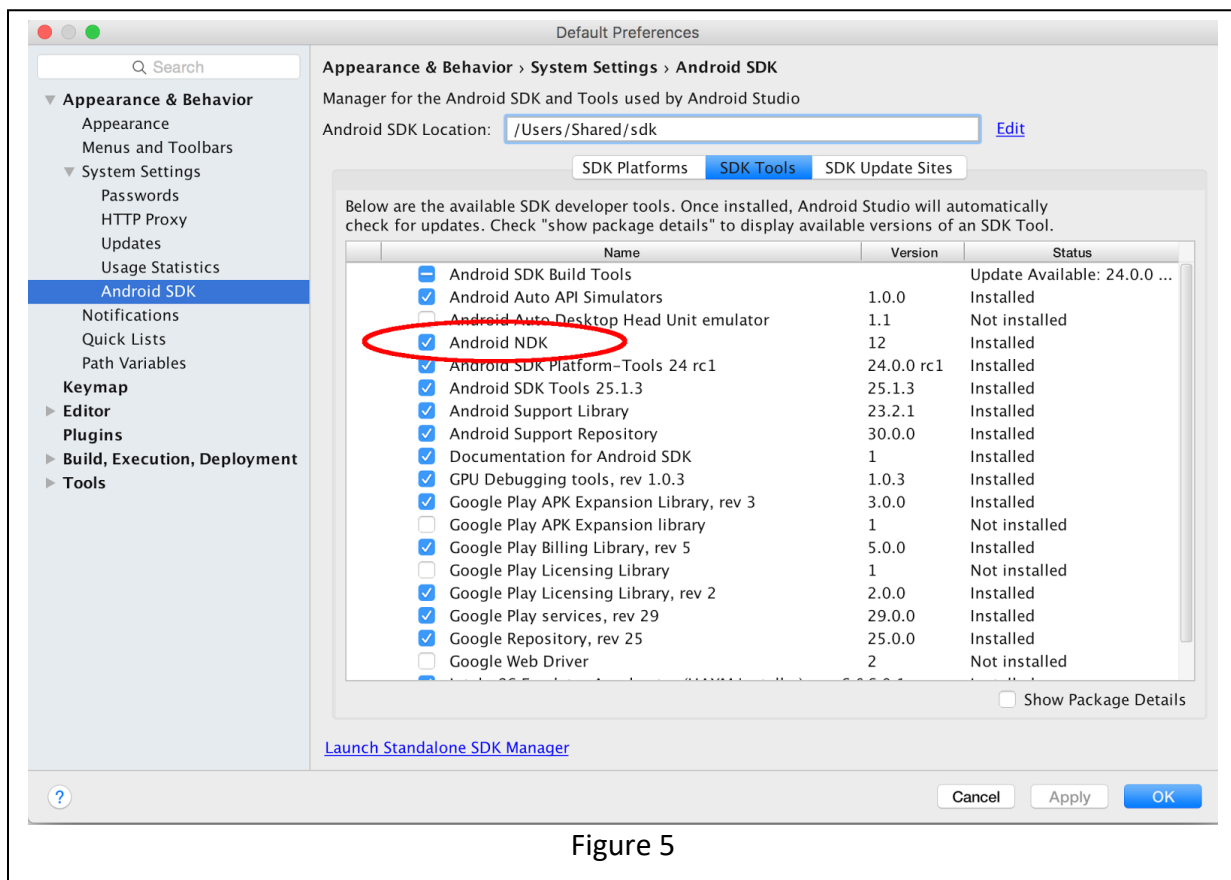 Default Preferences
Search
Appearance & Behavior
Appearance
Menus and Toolbars
System Settings
Passwords
HTTP Proxy
Updates
Usage Statistics
Android SDK
Notifications
Quick Lists
Path Variables
Keymap
Editor
Plugins
Build, Execution, Deployment
Tools
Appearance & Behavior › System Settings › Android SDK
Manager for the Android SDK and Tools used by Android Studio
Android SDK Location: /Users/Shared/sdk Edit
SDK Platforms SDK Tools SDK Update Sites
Below are the available SDK developer tools. Once installed, Android Studio will automatically
check for updates. Check "show package details" to display available versions of an SDK Tool.
Name Version Status
Android SDK Build Tools Update Available: 24.0.0 ...
Android Auto API Simulators 1.0.0 Installed
Android Auto Desktop Head Unit emulator 1.1 Not installed
Android NDK 12 Installed
Android SDK Platform-Tools 24 rc1 24.0.0 rc1 Installed
Android SDK Tools 25.1.3 25.1.3 Installed
Android Support Library 23.2.1 Installed
Android Support Repository 30.0.0 Installed
Documentation for Android SDK 1 Installed
GPU Debugging tools, rev 1.0.3 1.0.3 Installed
Google Play APK Expansion Library, rev 3 3.0.0 Installed
Google Play APK Expansion library 1 Not installed
Google Play Billing Library, rev 5 5.0.0 Installed
Google Play Licensing Library 1 Not installed
Google Play Licensing Library, rev 2 2.0.0 Installed
Google Play services, rev 29 29.0.0 Installed
Google Repository, rev 25 25.0.0 Installed
Google Web Driver 2 Not installed
Show Package Details
Launch Standalone SDK Manager
? Cancel Apply OK
Figure 5